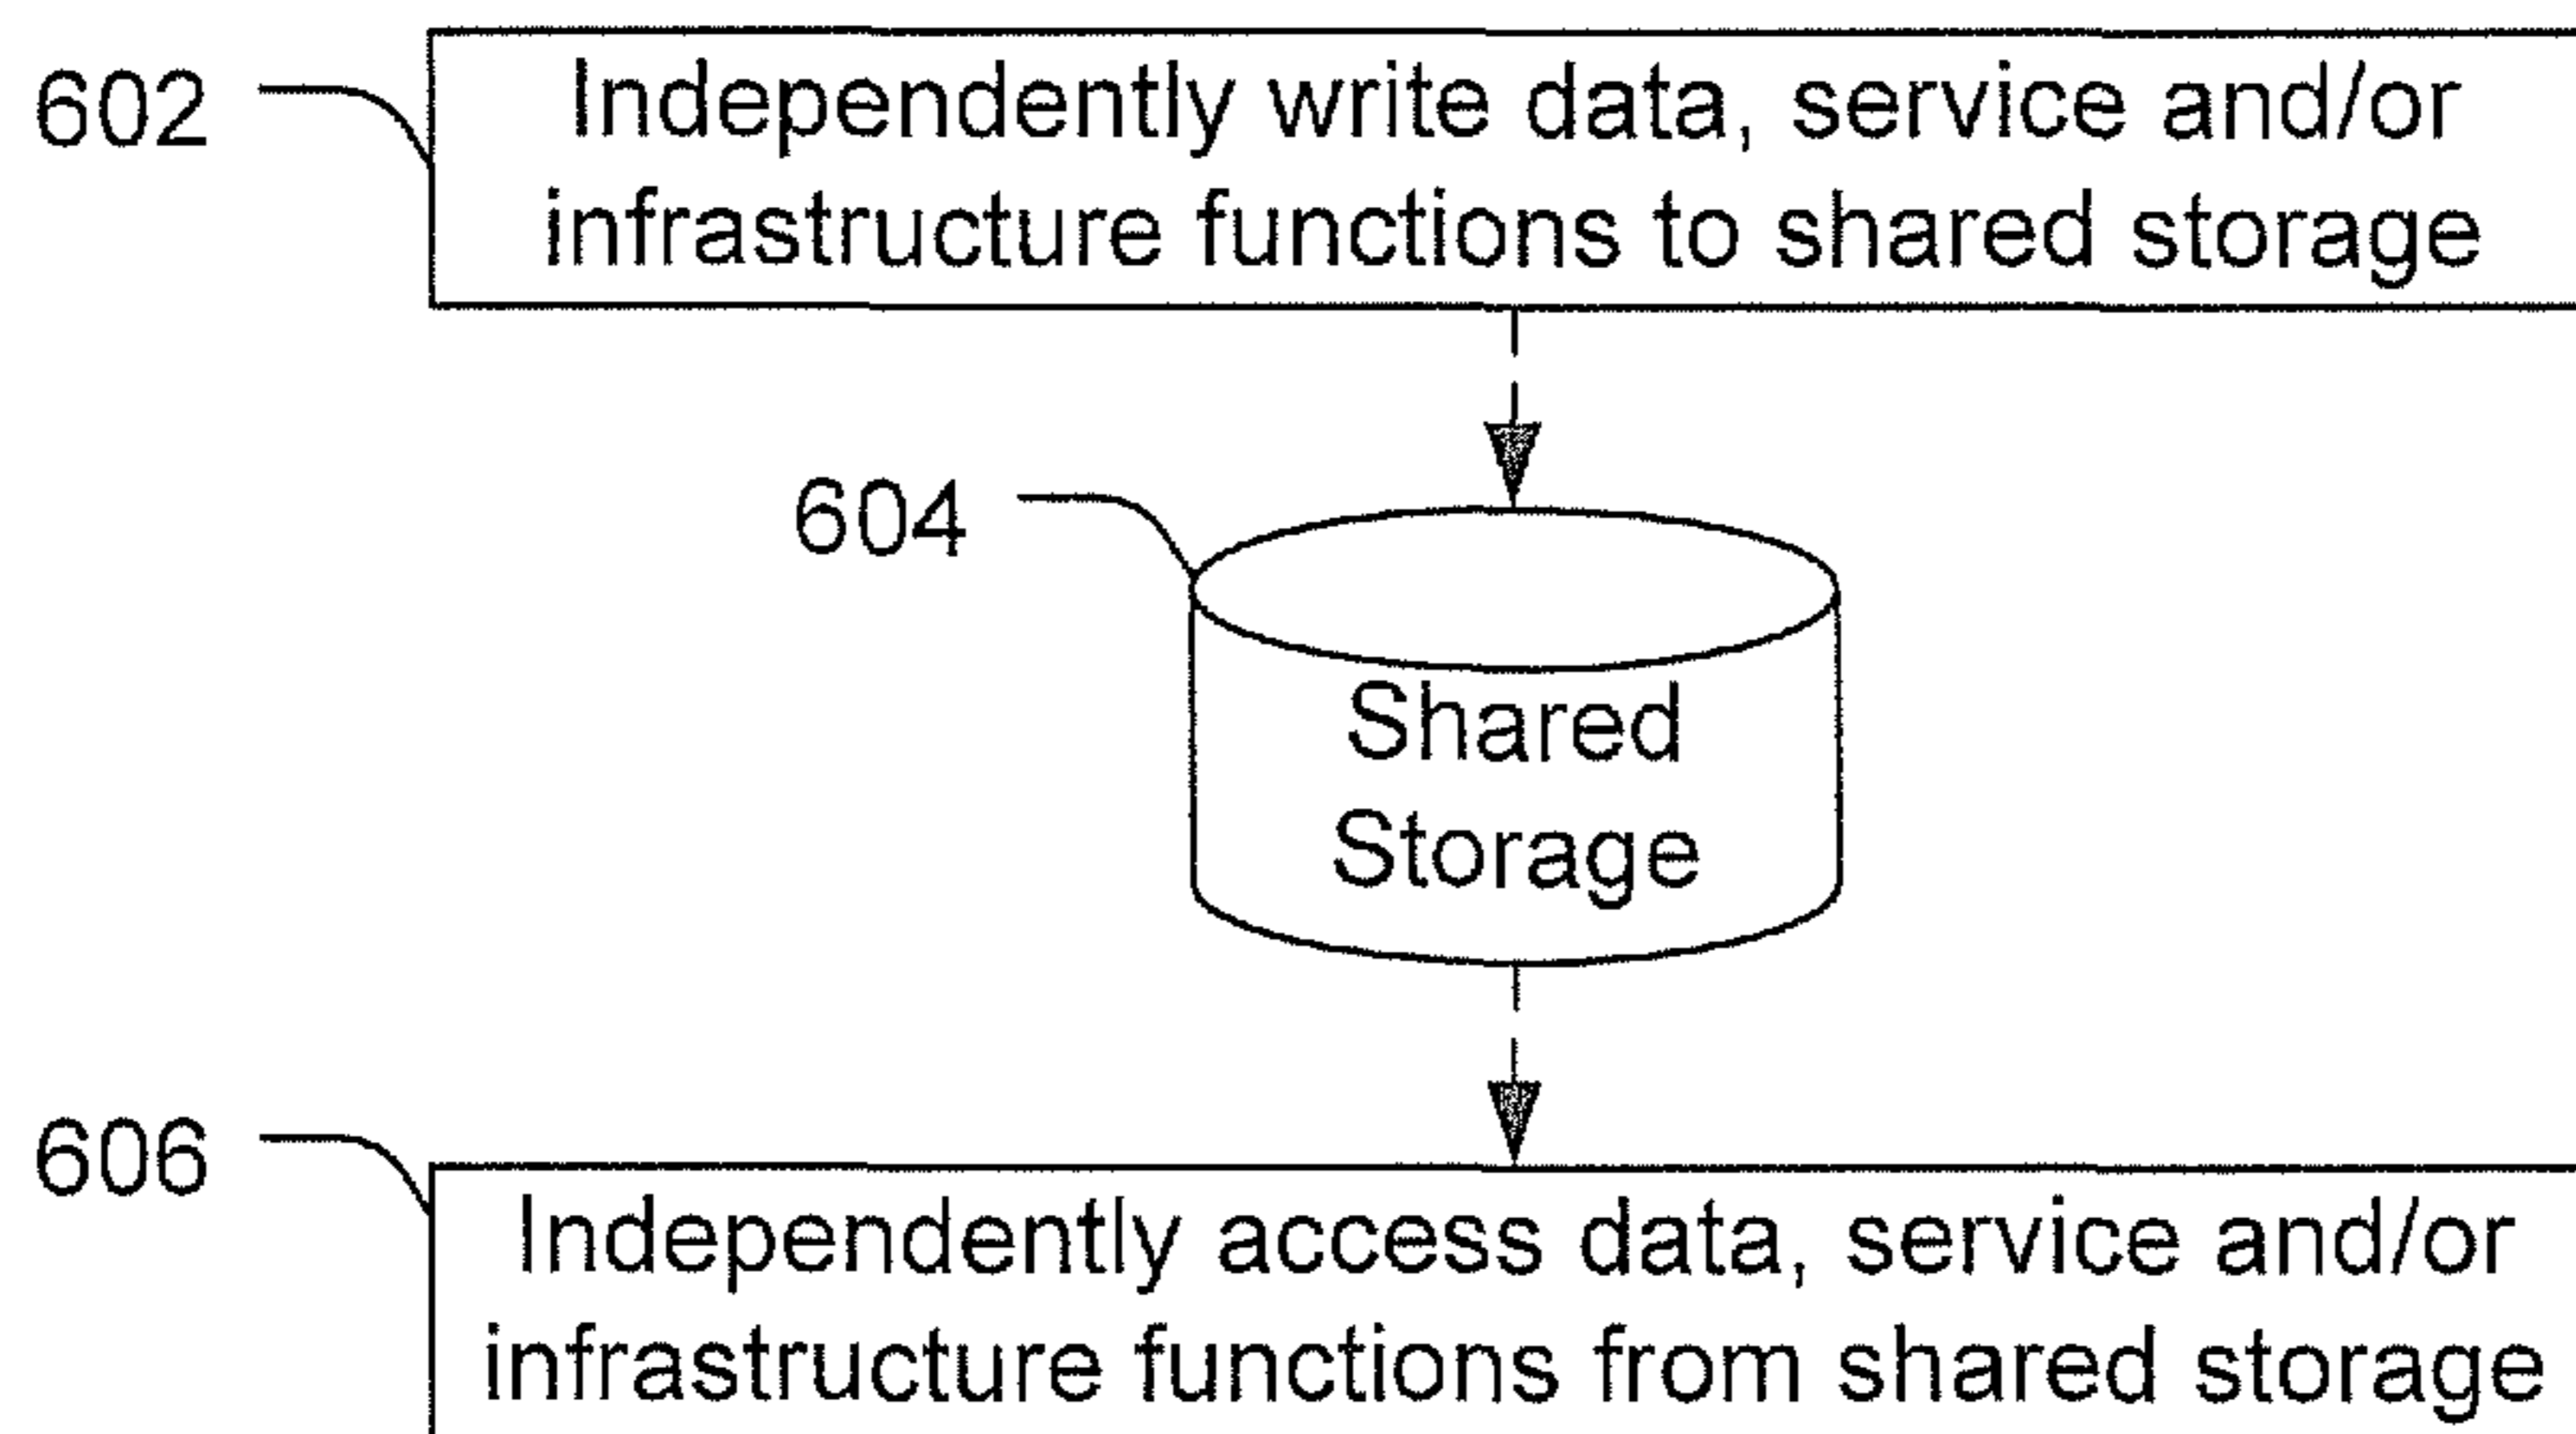 602
Independently write data, service and/or
infrastructure functions to shared storage
604
Shared
Storage
606
Independently access data, service and/or
infrastructure functions from shared storage